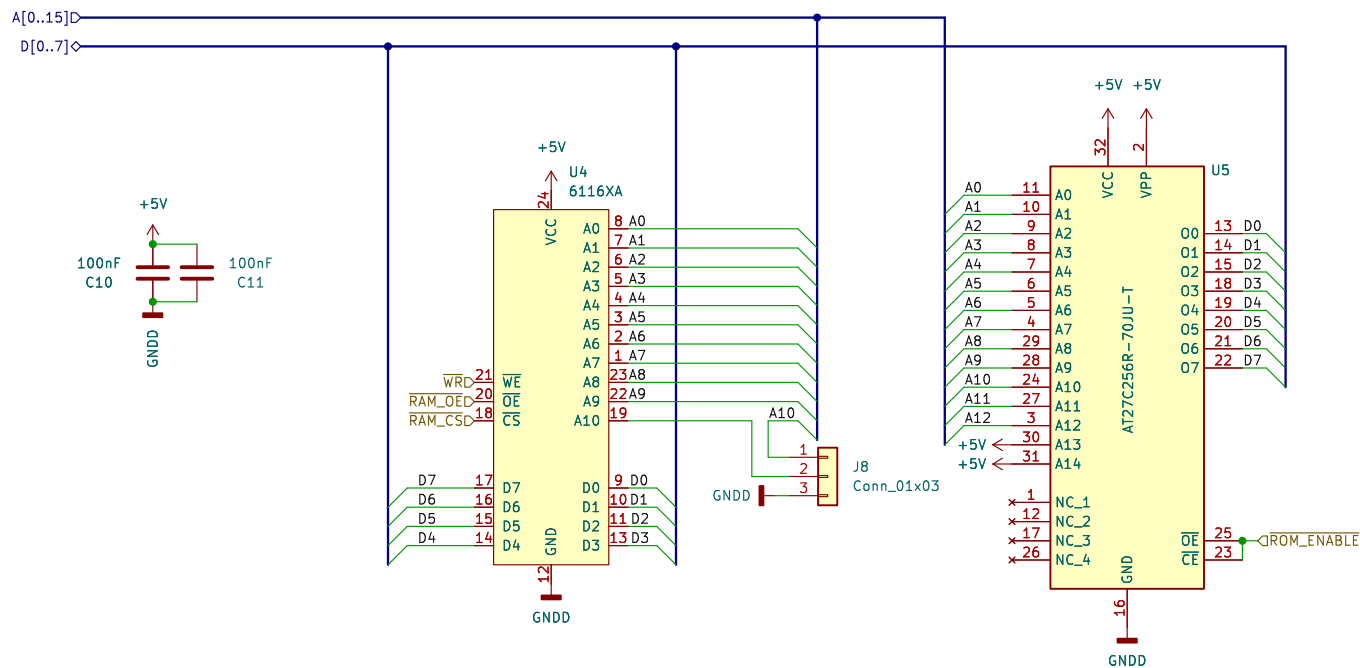 A[0..15]
D[0..7]
+5V
100nF
C10
100nF
C11
GNDD
+5V
U4
6116XA
24
VCC
A0 8 A0
A1 7 A1
A2 6 A2
A3 5 A3
A4 4 A4
A5 3 A5
A6 2 A6
A7 1 A7
WR 21 WE A8 23 A8
RAM_OE 20 OE A9 22 A9
RAM_CS 18 CS A10 19
D7 17 D7 D0 9 D0
D6 16 D6 D1 10 D1
D5 15 D5 D2 11 D2
D4 14 D4 D3 13 D3
GND
12
GNDD
A10
1
2
GNDD 3
J8
Conn_01x03
+5V +5V
32 2
VCC VPP
U5
AT27C256R-70JU-T
A0 11 A0
A1 10 A1
A2 9 A2 O0 13 D0
A3 8 A3 O1 14 D1
A4 7 A4 O2 15 D2
A5 6 A5 O3 18 D3
A6 5 A6 O4 19 D4
A7 4 A7 O5 20 D5
A8 29 A8 O6 21 D6
A9 28 A9 O7 22 D7
A10 24 A10
A11 27 A11
A12 3 A12
+5V 30 A13
+5V 31 A14
1 NC_1
12 NC_2
17 NC_3 OE 25 ROM_ENABLE
26 NC_4 CE 23
GND
16
GNDD